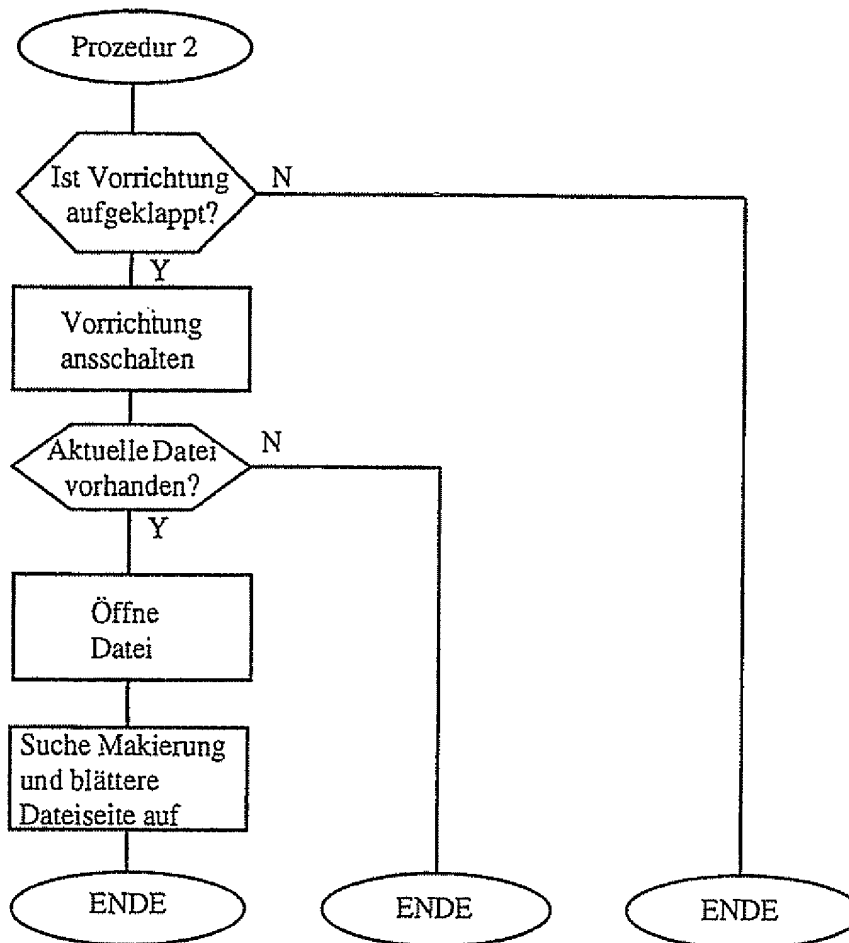 Prozedur 2
Ist Vorrichtung
aufgeklappt?
N
Y
Vorrichtung
ansschalten
Aktuelle Datei
vorhanden?
N
Y
Öffne
Datei
Suche Makierung
und blättere
Dateiseite auf
ENDE
ENDE
ENDE